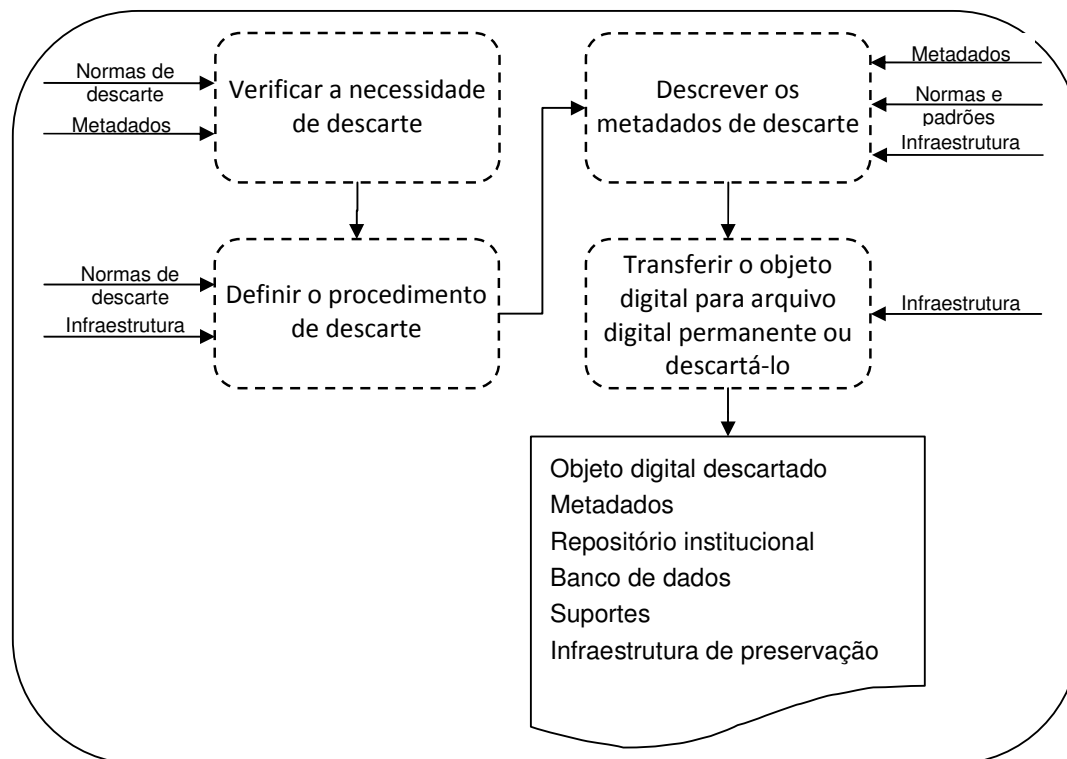 Normas de
descarte
Metadados
Verificar a necessidade
de descarte
Normas de
descarte
Infraestrutura
Definir o procedimento
de descarte
Descrever os
metadados de descarte
Metadados
Normas e
padrões
Infraestrutura
Transferir o objeto
digital para arquivo
digital permanente ou
descartá-lo
Infraestrutura
Objeto digital descartado
Metadados
Repositório institucional
Banco de dados
Suportes
Infraestrutura de preservação